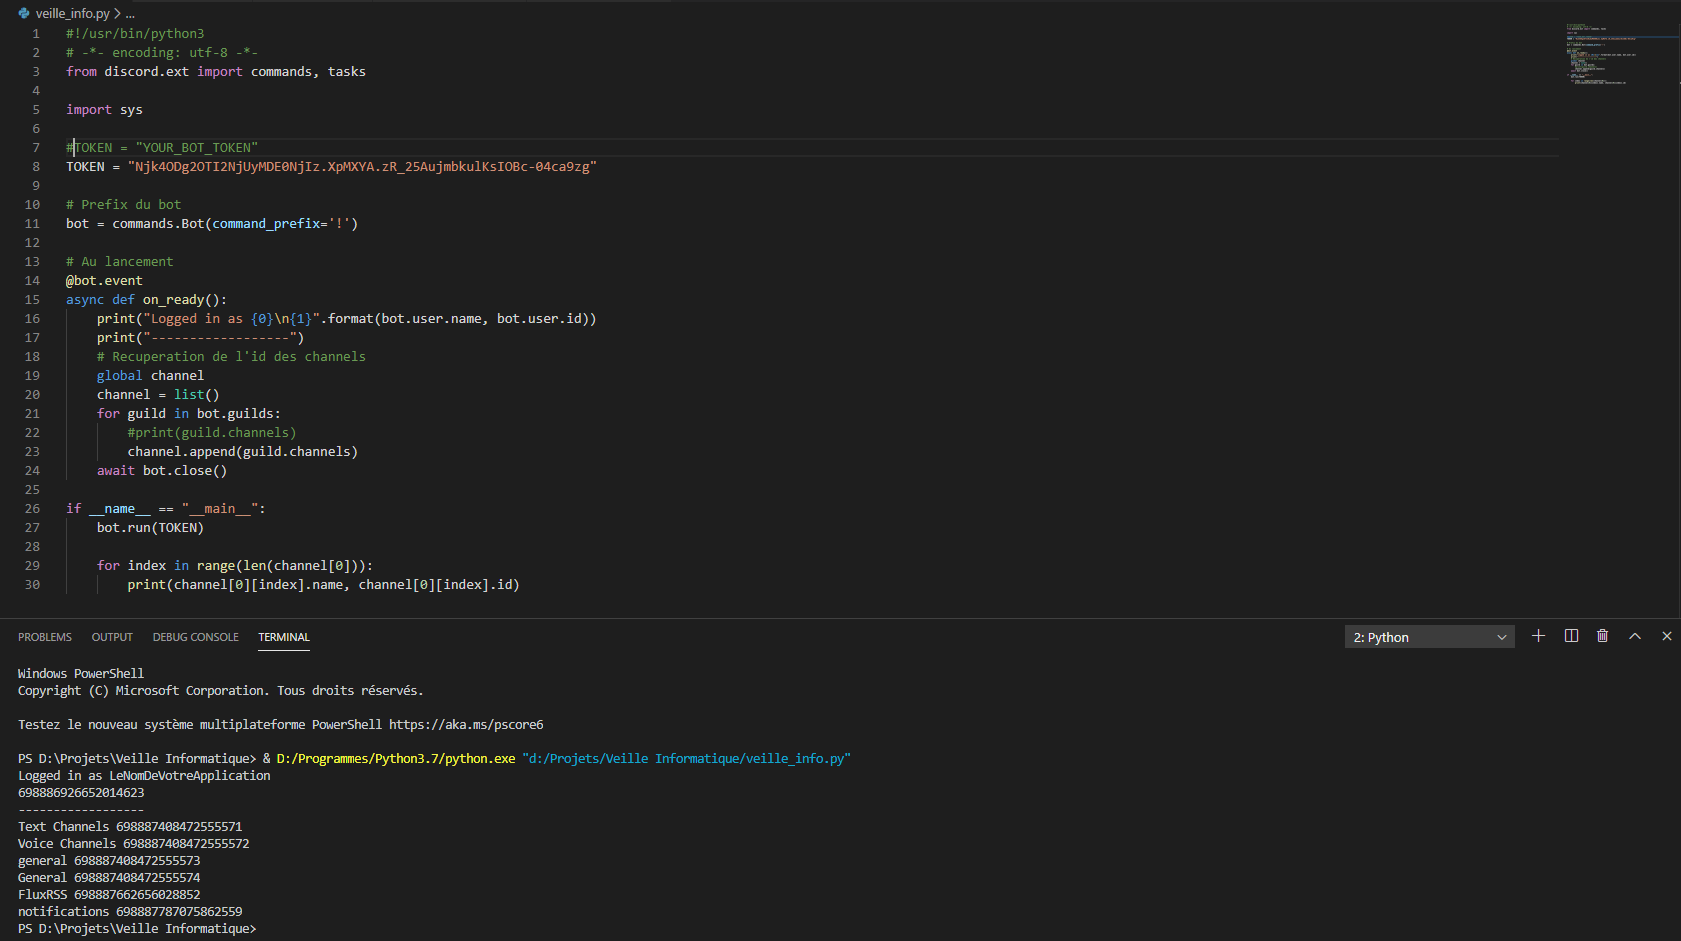 veille_info.py > ...
1 #!/usr/bin/python3
2 # -*- encoding: utf-8 -*-
3 from discord.ext import commands, tasks
4
5 import sys
6
7 #TOKEN = "YOUR_BOT_TOKEN"
8 TOKEN = "Njk4ODg2OTI2NjUyMDE0NjIz.XpMXYA.zR_25AujmbkulKsIOBc-04ca9zg"
9
10 # Prefix du bot
11 bot = commands.Bot(command_prefix='!')
12
13 # Au lancement
14 @bot.event
15 async def on_ready():
16 print("Logged in as {0}\n{1}".format(bot.user.name, bot.user.id))
17 print("------------------")
18 # Recuperation de l'id des channels
19 global channel
20 channel = list()
21 for guild in bot.guilds:
22 #print(guild.channels)
23 channel.append(guild.channels)
24 await bot.close()
25
26 if __name__ == "__main__":
27 bot.run(TOKEN)
28
29 for index in range(len(channel[0])):
30 print(channel[0][index].name, channel[0][index].id)
PROBLEMS OUTPUT DEBUG CONSOLE TERMINAL 2: Python
Windows PowerShell
Copyright (C) Microsoft Corporation. Tous droits réservés.
Testez le nouveau système multiplateforme PowerShell https://aka.ms/pscore6
PS D:\Projets\Veille Informatique> & D:/Programmes/Python3.7/python.exe "d:/Projets/Veille Informatique/veille_info.py"
Logged in as LeNomDeVotreApplication
698886926652014623
------------------
Text Channels 698887408472555571
Voice Channels 698887408472555572
general 698887408472555573
General 698887408472555574
FluxRSS 698887662656028852
notifications 698887787075862559
PS D:\Projets\Veille Informatique>